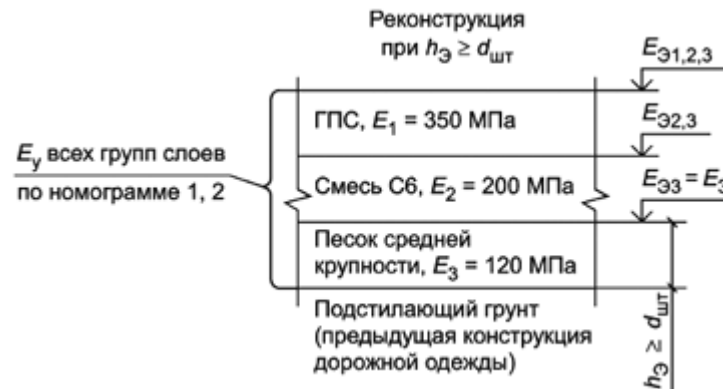 Реконструкция
при hЭ ≥ dшт
EЭ1,2,3
ГПС, E1 = 350 МПа
EЭ2,3
Eу всех групп слоев
по номограмме 1, 2
Смесь С6, E2 = 200 МПа
EЭ3 = E3
Песок средней
крупности, E3 = 120 МПа
Подстилающий грунт
(предыдущая конструкция
дорожной одежды)
hЭ ≥ dшт